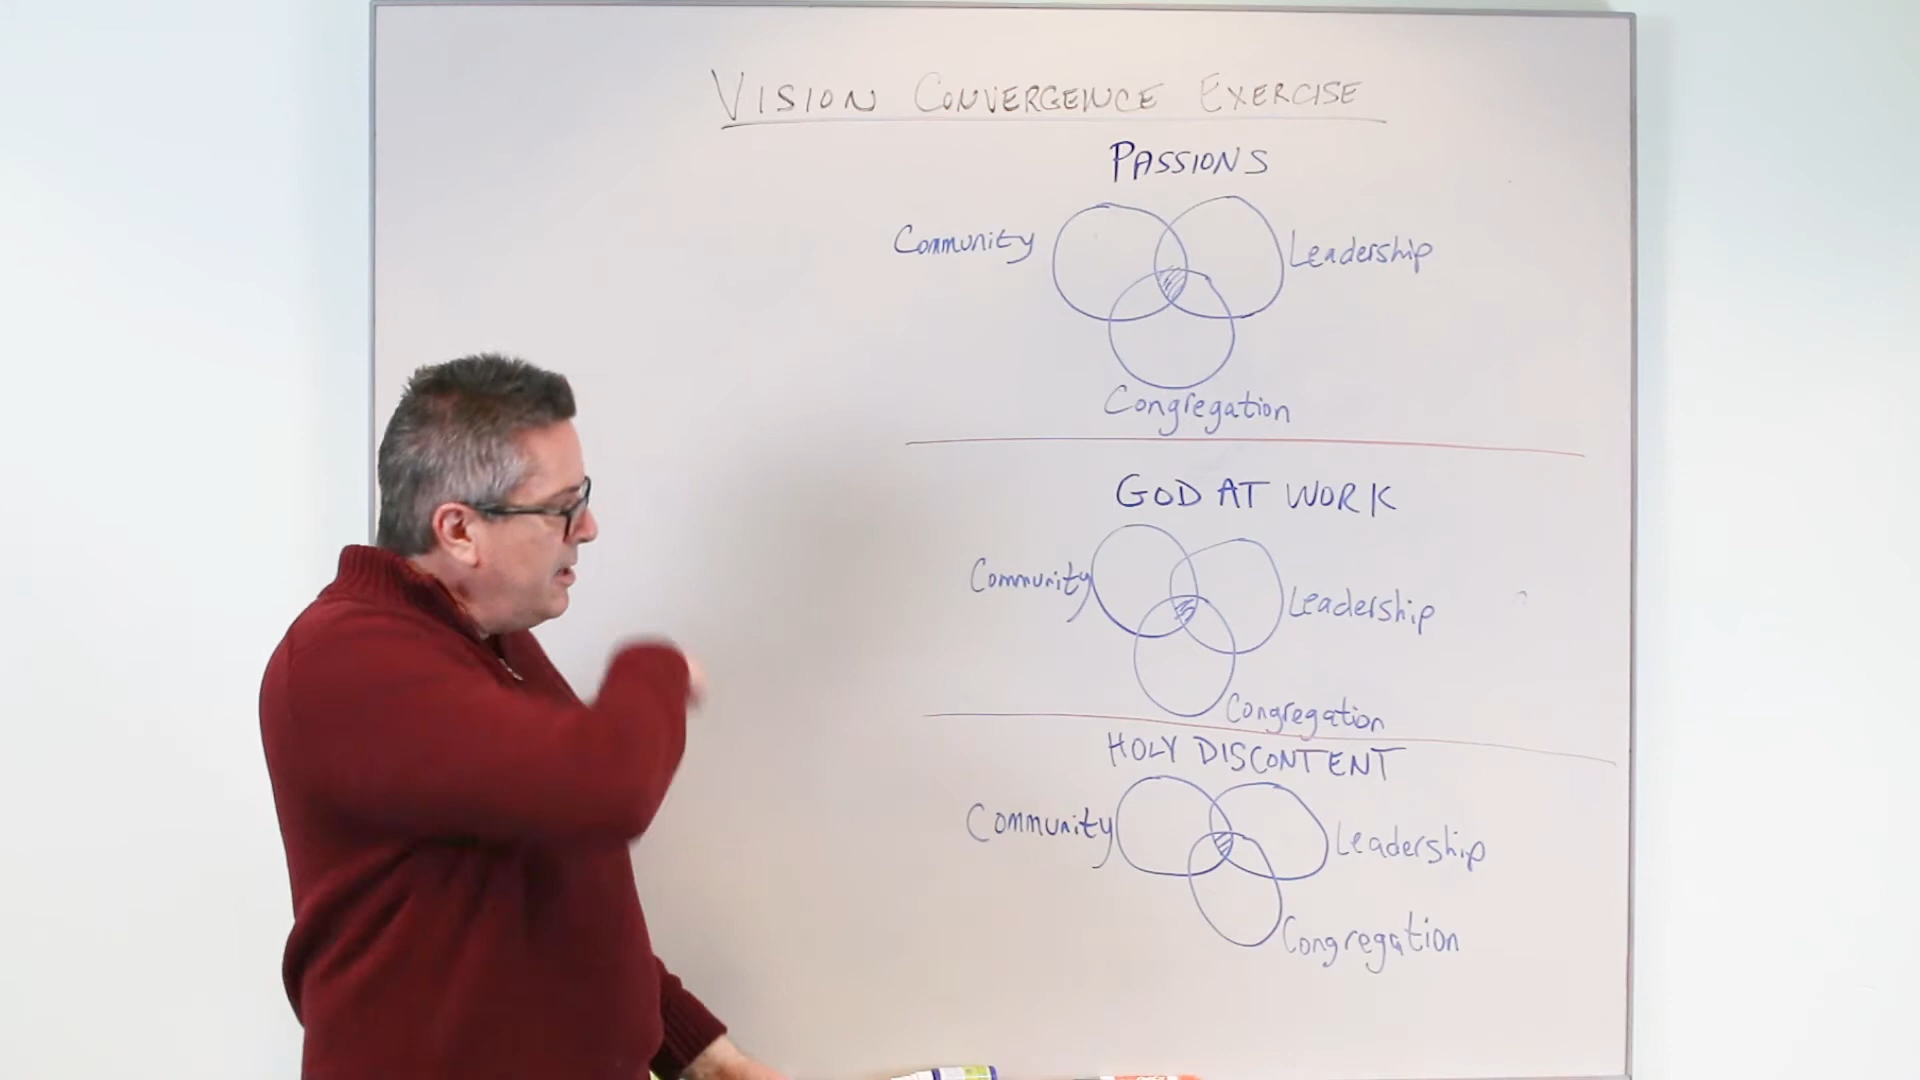 VISION CONVERGENCE EXERCISE
PASSIONS
Community
Leadership
Congregation
GOD AT WORK
Community
Leadership
Congregation
HOLY DISCONTENT
Community
Leadership
Congregation